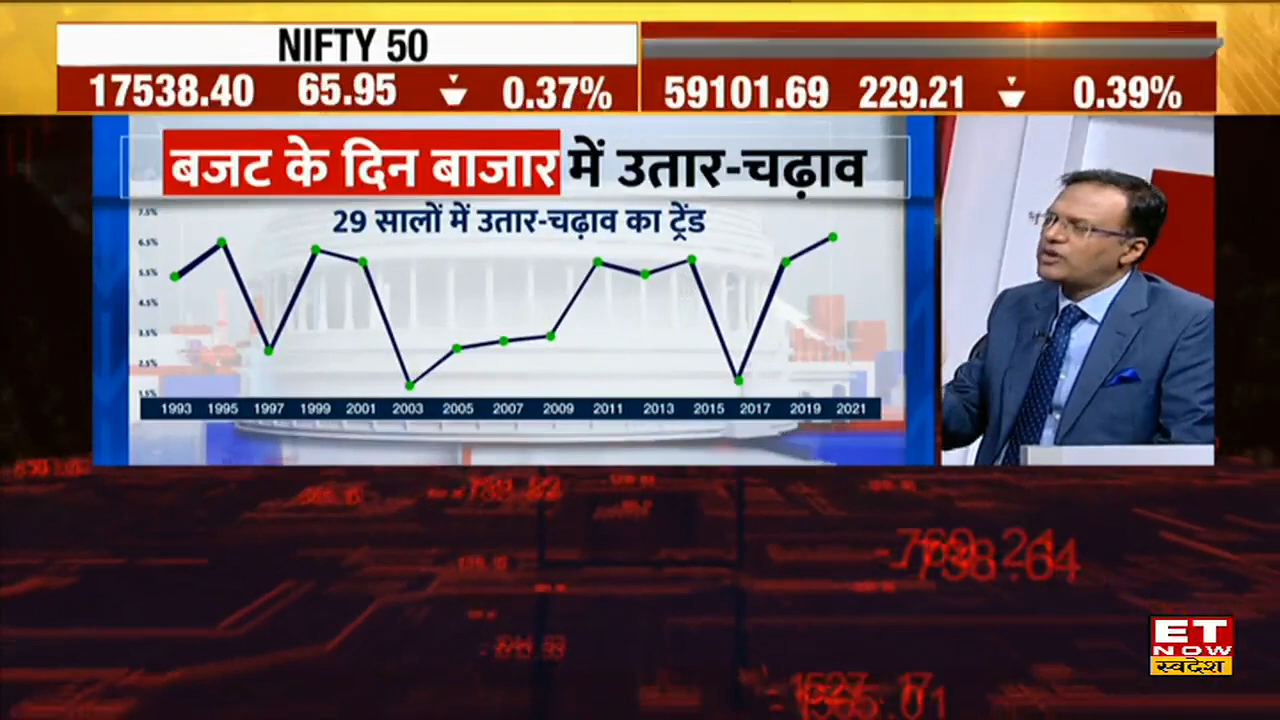 NIFTY 50
17538.40 65.95 0.37%
59101.69 229.21 0.39%
बजट के दिन बाजार में उतार-चढ़ाव
29 सालों में उतार-चढ़ाव का ट्रेंड
7.5%
6.5%
5.5%
4.5%
3.5%
2.5%
1.5%
1993 1995 1997 1999 2001 2003 2005 2007 2009 2011 2013 2015 2017 2019 2021
ET
NOW
स्वदेश